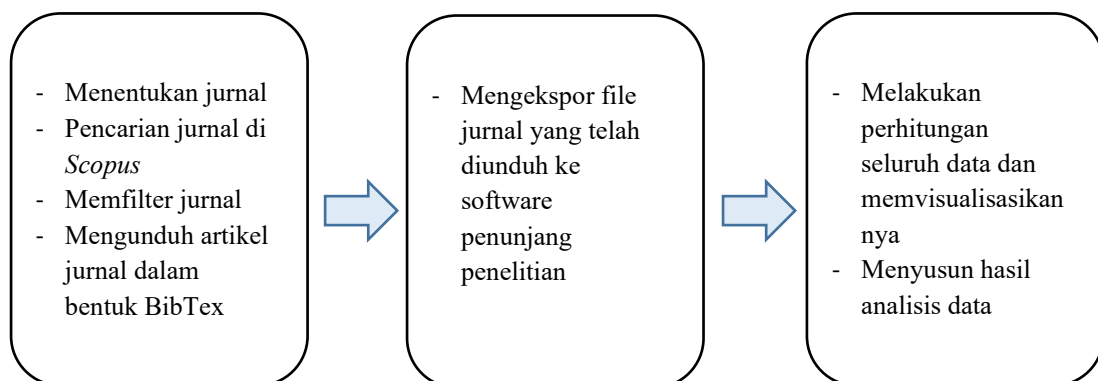 - Menentukan jurnal
- Pencarian jurnal di
Scopus
- Memfilter jurnal
- Mengunduh artikel
jurnal dalam
bentuk BibTex
- Mengekspor file
jurnal yang telah
diunduh ke
software
penunjang
penelitian
- Melakukan
perhitungan
seluruh data dan
memvisualisasikan
nya
- Menyusun hasil
analisis data